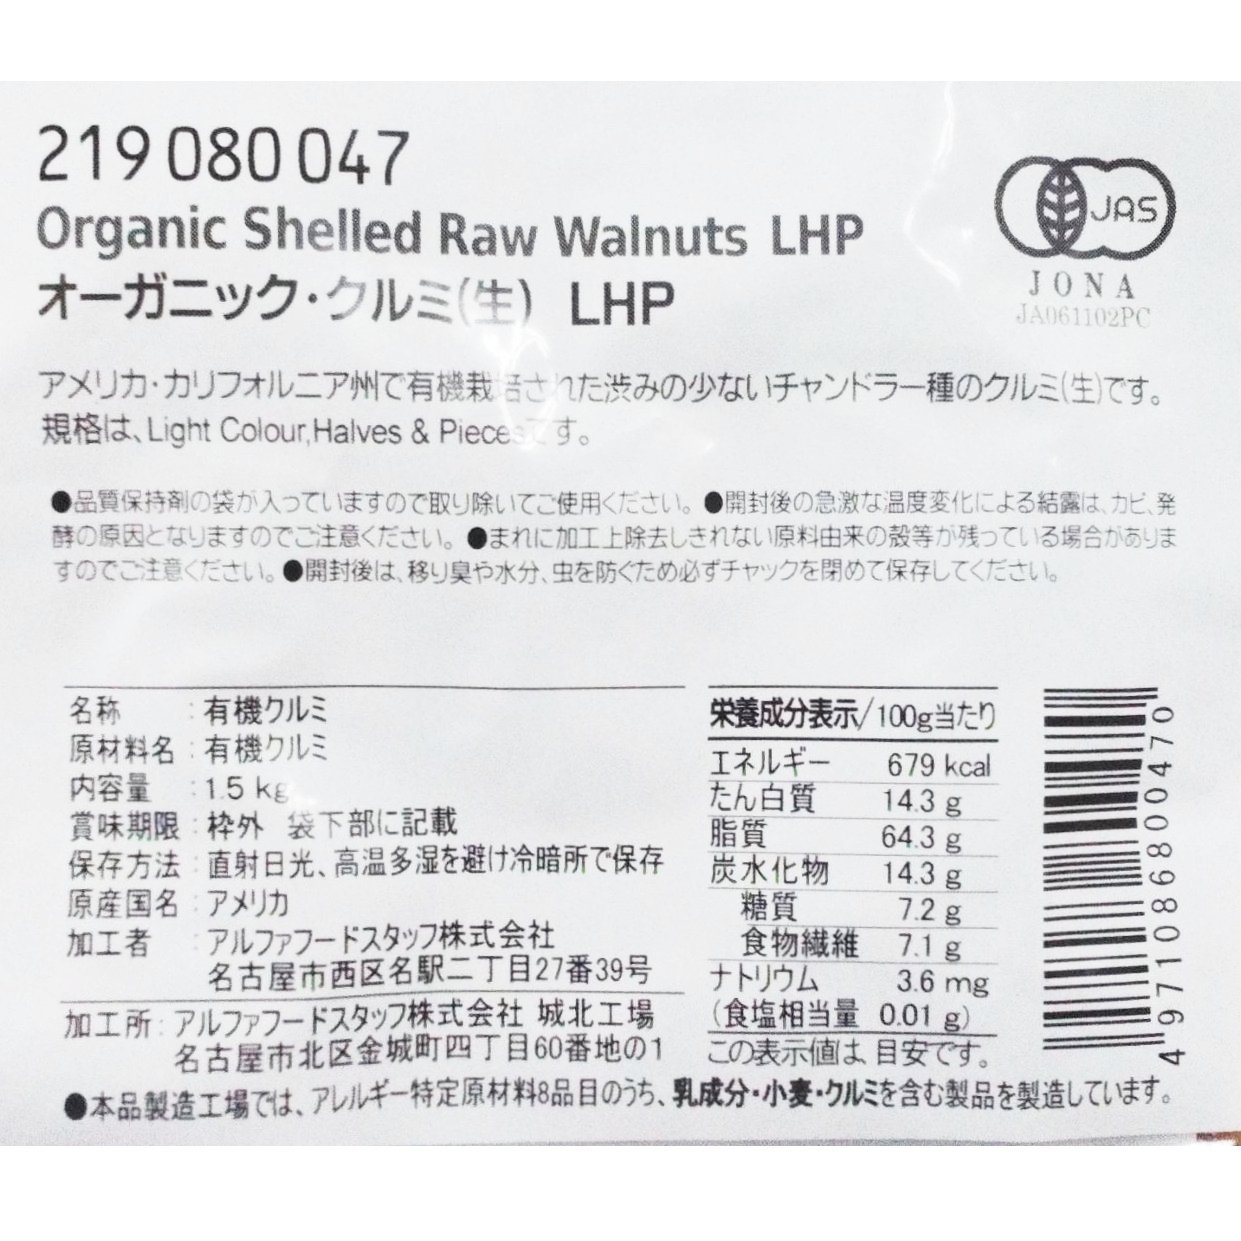 219 080 047
Organic Shelled Raw Walnuts LHP
オーガニック・クルミ(生) LHP
JAS
JONA
JA061102PC
アメリカ・カリフォルニア州で有機栽培された渋みの少ないチャンドラー種のクルミ(生)です。
規格は、Light Colour,Halves & Piecesです。
●品質保持剤の袋が入っていますので取り除いてご使用ください。●開封後の急激な温度変化による結露は、カビ、発
酵の原因となりますのでご注意ください。●まれに加工上除去しきれない原料由来の殻等が残っている場合がありま
すのでご注意ください。●開封後は、移り臭や水分、虫を防ぐため必ずチャックを閉めて保存してください。
名称 : 有機クルミ
原材料名 : 有機クルミ
内容量 : 1.5 kg
賞味期限 : 枠外 袋下部に記載
保存方法 : 直射日光、高温多湿を避け冷暗所で保存
原産国名 : アメリカ
加工者 : アルファフードスタッフ株式会社
名古屋市西区名駅二丁目27番39号
加工所 : アルファフードスタッフ株式会社 城北工場
名古屋市北区金城町四丁目60番地の1
栄養成分表示/100g当たり
エネルギー 679 kcal
たん白質 14.3 g
脂質 64.3 g
炭水化物 14.3 g
糖質 7.2 g
食物繊維 7.1 g
ナトリウム 3.6 mg
(食塩相当量 0.01 g)
この表示値は、目安です。
4971086800470
●本品製造工場では、アレルギー特定原材料8品目のうち、乳成分・小麦・クルミを含む製品を製造しています。